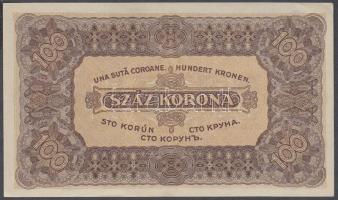 100 100
UNA SUTĂ COROANE. HUNDERT KRONEN.
SZÁZ KORONA
STO KORÚN СТО КРУНА.
СТО КОРУНЪ.
100 100